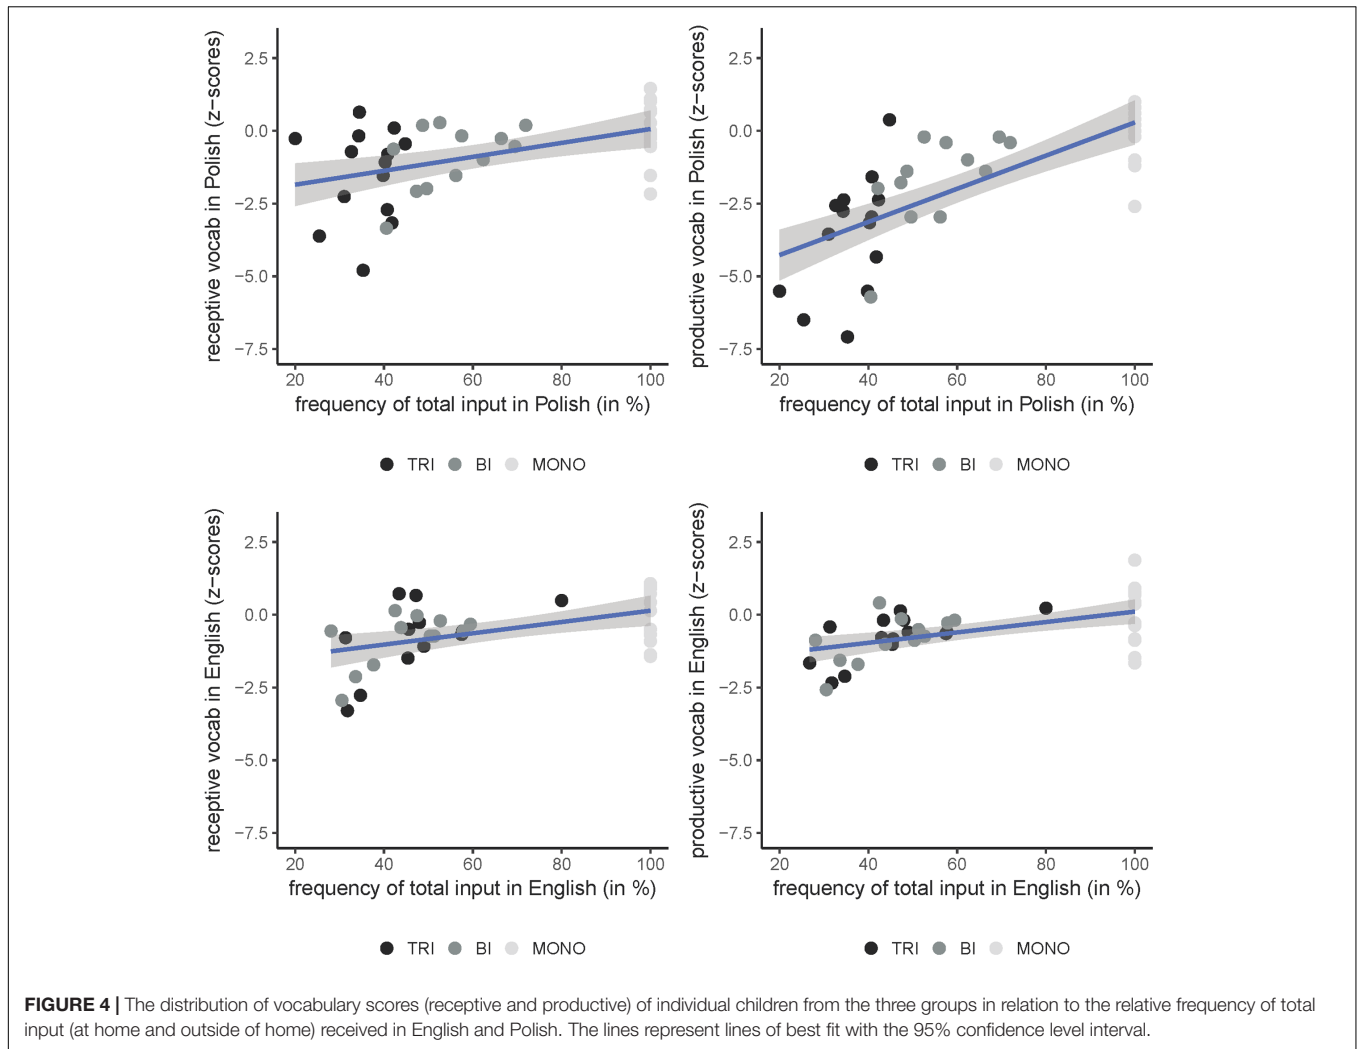 receptive vocab in Polish (z−scores)
2.5
0.0
−2.5
−5.0
−7.5
20 40 60 80 100
frequency of total input in Polish (in %)
TRI BI MONO
productive vocab in Polish (z−scores)
2.5
0.0
−2.5
−5.0
−7.5
20 40 60 80 100
frequency of total input in Polish (in %)
TRI BI MONO
receptive vocab in English (z−scores)
2.5
0.0
−2.5
−5.0
−7.5
20 40 60 80 100
frequency of total input in English (in %)
TRI BI MONO
productive vocab in English (z−scores)
2.5
0.0
−2.5
−5.0
−7.5
20 40 60 80 100
frequency of total input in English (in %)
TRI BI MONO
FIGURE 4 | The distribution of vocabulary scores (receptive and productive) of individual children from the three groups in relation to the relative frequency of total
input (at home and outside of home) received in English and Polish. The lines represent lines of best fit with the 95% confidence level interval.